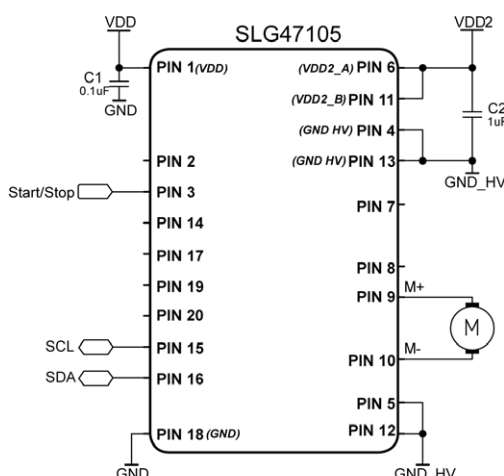 VDD
VDD2
SLG47105
PIN 1(VDD)
(VDD2_A) PIN 6
C1
0.1uF
GND
(VDD2_B) PIN 11
C2
1uF
(GND HV) PIN 4
PIN 2
(GND HV) PIN 13
GND_HV
Start/Stop
PIN 3
PIN 7
PIN 14
PIN 17
PIN 8
PIN 19
PIN 9
M+
PIN 20
M
SCL
PIN 15
PIN 10
M-
SDA
PIN 16
PIN 5
PIN 18 (GND)
PIN 12
GND
GND_HV